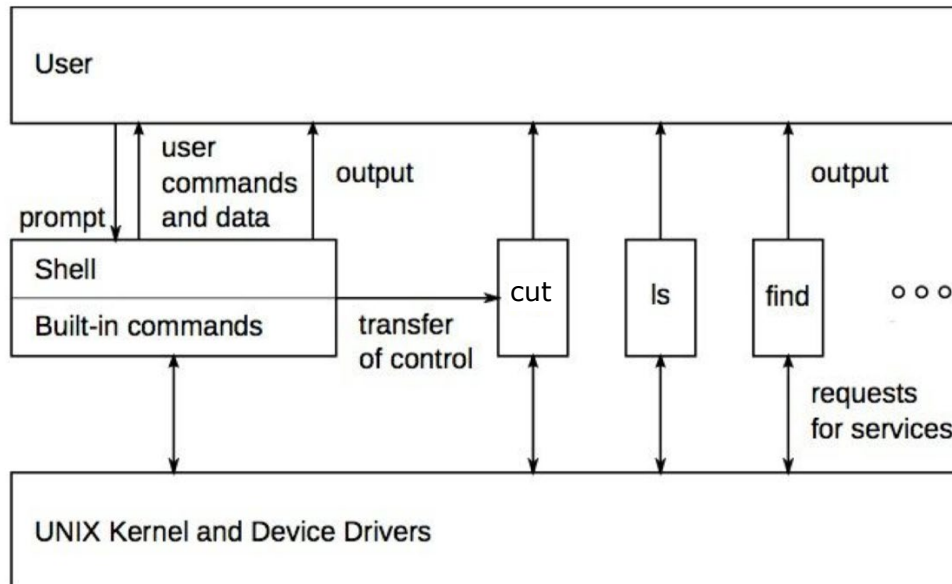 User
user
commands
and data
output
output
prompt
Shell
Built-in commands
transfer
of control
cut
ls
find
requests
for services
UNIX Kernel and Device Drivers